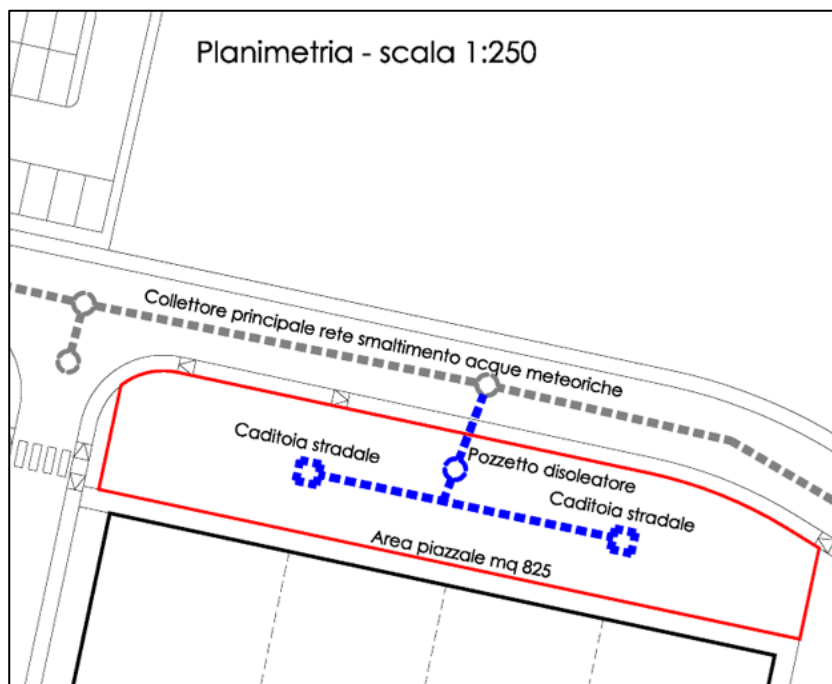 Planimetria - scala 1:250
Collettore principale rete smaltimento acque meteoriche
Caditoia stradale
Pozzetto disoleatore
Caditoia stradale
Area piazzale mq 825